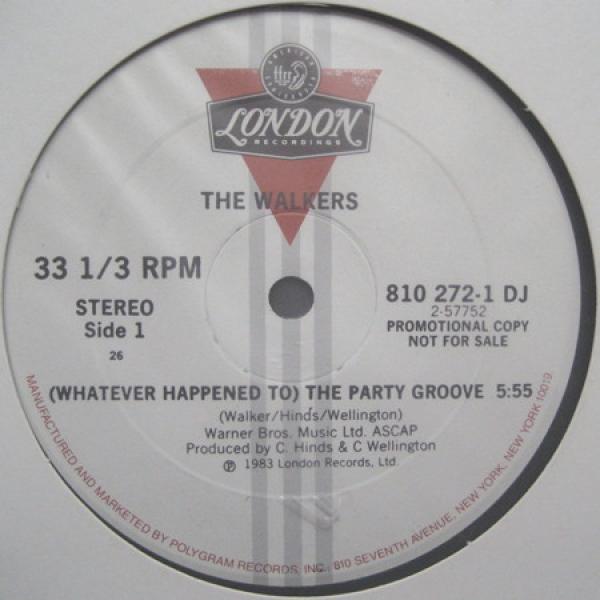 LONDON
RECORDINGS
THE WALKERS
33 1/3 RPM
STEREO
Side 1
26
810 272-1 DJ
2-57752
PROMOTIONAL COPY
NOT FOR SALE
(WHATEVER HAPPENED TO) THE PARTY GROOVE 5:55
(Walker/Hinds/Wellington)
Warner Bros. Music Ltd. ASCAP
Produced by C. Hinds & C Wellington
℗ 1983 London Records, Ltd.
MANUFACTURED AND MARKETED BY POLYGRAM RECORDS, INC., 810 SEVENTH AVENUE, NEW YORK, NEW YORK 10019